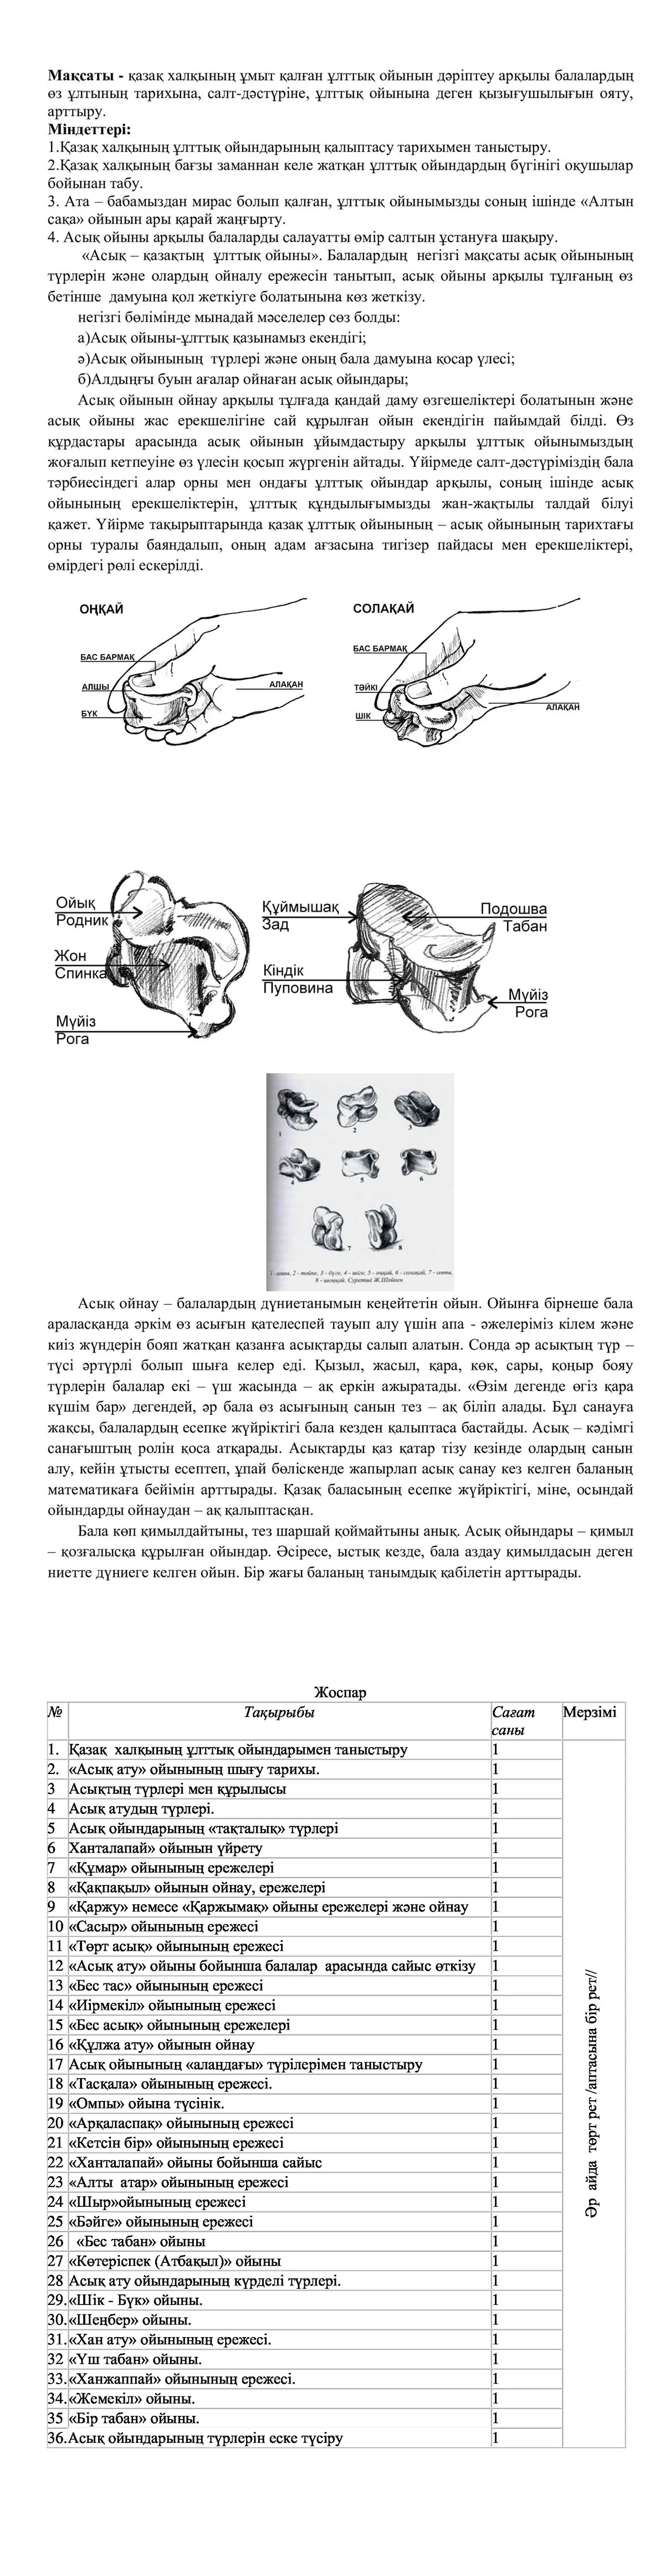 Мақсаты - қазақ халқының ұмыт қалған ұлттық ойынын дәріптеу арқылы балалардың
өз ұлтының тарихына, салт-дәстүріне, ұлттық ойынына деген қызығушылығын ояту,
арттыру.
Міндеттері:
1.Қазақ халқының ұлттық ойындарының қалыптасу тарихымен таныстыру.
2.Қазақ халқының бағзы заманнан келе жатқан ұлттық ойындардың бүгінігі оқушылар
бойынан табу.
3. Ата – бабамыздан мирас болып қалған, ұлттық ойынымызды соның ішінде «Алтын
сақа» ойынын ары қарай жаңғырту.
4. Асық ойыны арқылы балаларды салауатты өмір салтын ұстануға шақыру.
«Асық – қазақтың ұлттық ойыны». Балалардың негізгі мақсаты асық ойынының
түрлерін және олардың ойналу ережесін танытып, асық ойыны арқылы тұлғаның өз
бетінше дамуына қол жеткіуге болатынына көз жеткізу.
негізгі бөлімінде мынадай мәселелер сөз болды:
а)Асық ойыны-ұлттық қазынамыз екендігі;
ә)Асық ойынының түрлері және оның бала дамуына қосар үлесі;
б)Алдыңғы буын ағалар ойнаған асық ойындары;
Асық ойынын ойнау арқылы тұлғада қандай даму өзгешеліктері болатынын және
асық ойыны жас ерекшелігіне сай құрылған ойын екендігін пайымдай білді. Өз
құрдастары арасында асық ойынын ұйымдастыру арқылы ұлттық ойынымыздың
жоғалып кетпеуіне өз үлесін қосып жүргенін айтады. Үйірмеде салт-дәстүріміздің бала
тәрбиесіндегі алар орны мен ондағы ұлттық ойындар арқылы, соның ішінде асық
ойынының ерекшеліктерін, ұлттық құндылығымызды жан-жақтылы талдай білуі
қажет. Үйірме тақырыптарында қазақ ұлттық ойынының – асық ойынының тарихтағы
орны туралы баяндалып, оның адам ағзасына тигізер пайдасы мен ерекшеліктері,
өмірдегі рөлі ескерілді.
ОҢҚАЙ
БАС БАРМАҚ
АЛШЫ
БҮК
АЛАҚАН
СОЛАҚАЙ
БАС БАРМАҚ
ТӘЙКІ
ШІК
АЛАҚАН
Ойық
Родник
Жон
Спинка
Мүйіз
Рога
Құймышақ
Зад
Кіндік
Пуповина
Подошва
Табан
Мүйіз
Рога
1
2
3
4
5
6
7
8
1 - алшы, 2 - тәйке, 3 - бүге, 4 - шіге, 5 - оңқай, 6 - солақай, 7 - омпы,
8 - шоңқай. Суретші Ж.Шәйкен
Асық ойнау – балалардың дүниетанымын кеңейтетін ойын. Ойынға бірнеше бала
араласқанда әркім өз асығын қателеспей тауып алу үшін апа - әжелеріміз кілем және
киіз жүндерін бояп жатқан қазанға асықтарды салып алатын. Сонда әр асықтың түр –
түсі әртүрлі болып шыға келер еді. Қызыл, жасыл, қара, көк, сары, қоңыр бояу
түрлерін балалар екі – үш жасында – ақ еркін ажыратады. «Өзім дегенде өгіз қара
күшім бар» дегендей, әр бала өз асығының санын тез – ақ біліп алады. Бұл санауға
жақсы, балалардың есепке жүйріктігі бала кезден қалыптаса бастайды. Асық – кәдімгі
санағыштың ролін қоса атқарады. Асықтарды қаз қатар тізу кезінде олардың санын
алу, кейін ұтысты есептеп, ұпай бөліскенде жапырлап асық санау кез келген баланың
математикаға бейімін арттырады. Қазақ баласының есепке жүйріктігі, міне, осындай
ойындарды ойнаудан – ақ қалыптасқан.
Бала көп қимылдайтыны, тез шаршай қоймайтыны анық. Асық ойындары – қимыл
– қозғалысқа құрылған ойындар. Әсіресе, ыстық кезде, бала аздау қимылдасын деген
ниетте дүниеге келген ойын. Бір жағы баланың танымдық қабілетін арттырады.
Жоспар
№ Тақырыбы Сағат саны Мерзімі
1. Қазақ халқының ұлттық ойындарымен таныстыру 1
2. «Асық ату» ойынының шығу тарихы. 1
3 Асықтың түрлері мен құрылысы 1
4 Асық атудың түрлері. 1
5 Асық ойындарының «тақталық» түрлері 1
6 Ханталапай» ойынын үйрету 1
7 «Құмар» ойынының ережелері 1
8 «Қақпақыл» ойынын ойнау, ережелері 1
9 «Қаржу» немесе «Қаржымақ» ойыны ережелері және ойнау 1
10 «Сасыр» ойынының ережесі 1
11 «Төрт асық» ойынының ережесі 1
12 «Асық ату» ойыны бойынша балалар арасында сайыс өткізу 1
13 «Бес тас» ойынының ережесі 1
14 «Иірмекіл» ойынының ережесі 1
15 «Бес асық» ойынының ережелері 1
16 «Құлжа ату» ойынын ойнау 1
17 Асық ойынының «алаңдағы» түрілерімен таныстыру 1
18 «Тасқала» ойынының ережесі. 1
19 «Омпы» ойына түсінік. 1
20 «Арқаласпақ» ойынының ережесі 1
21 «Кетсін бір» ойынының ережесі 1
22 «Ханталапай» ойыны бойынша сайыс 1
23 «Алты атар» ойынының ережесі 1
24 «Шыр»ойынының ережесі 1
25 «Бәйге» ойынының ережесі 1
26 «Бес табан» ойыны 1
27 «Көтеріспек (Атбақыл)» ойыны 1
28 Асық ату ойындарының күрделі түрлері. 1
29. «Шік - Бүк» ойыны. 1
30. «Шеңбер» ойыны. 1
31. «Хан ату» ойынының ережесі. 1
32 «Үш табан» ойыны. 1
33. «Ханжаппай» ойынының ережесі. 1
34. «Жемекіл» ойыны. 1
35 «Бір табан» ойыны. 1
36. Асық ойындарының түрлерін еске түсіру 1
Әр айда төрт рет /аптасына бір рет//